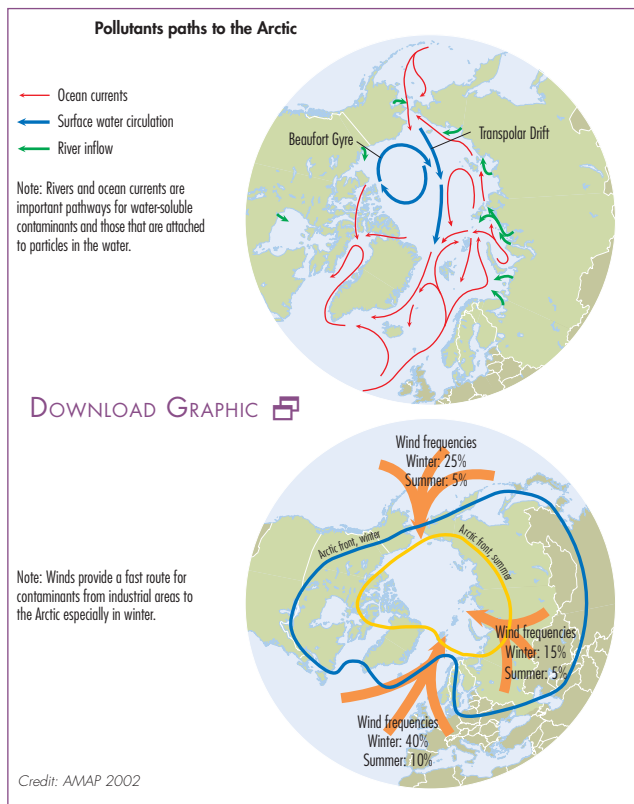 Pollutants paths to the Arctic
Ocean currents
Surface water circulation
River inflow
Note: Rivers and ocean currents are
important pathways for water-soluble
contaminants and those that are attached
to particles in the water.
Beaufort Gyre
Transpolar Drift
DOWNLOAD GRAPHIC
Wind frequencies
Winter: 25%
Summer: 5%
Arctic front, winter
Arctic front, summer
Note: Winds provide a fast route for
contaminants from industrial areas to
the Arctic especially in winter.
Wind frequencies
Winter: 15%
Summer: 5%
Wind frequencies
Winter: 40%
Summer: 10%
Credit: AMAP 2002